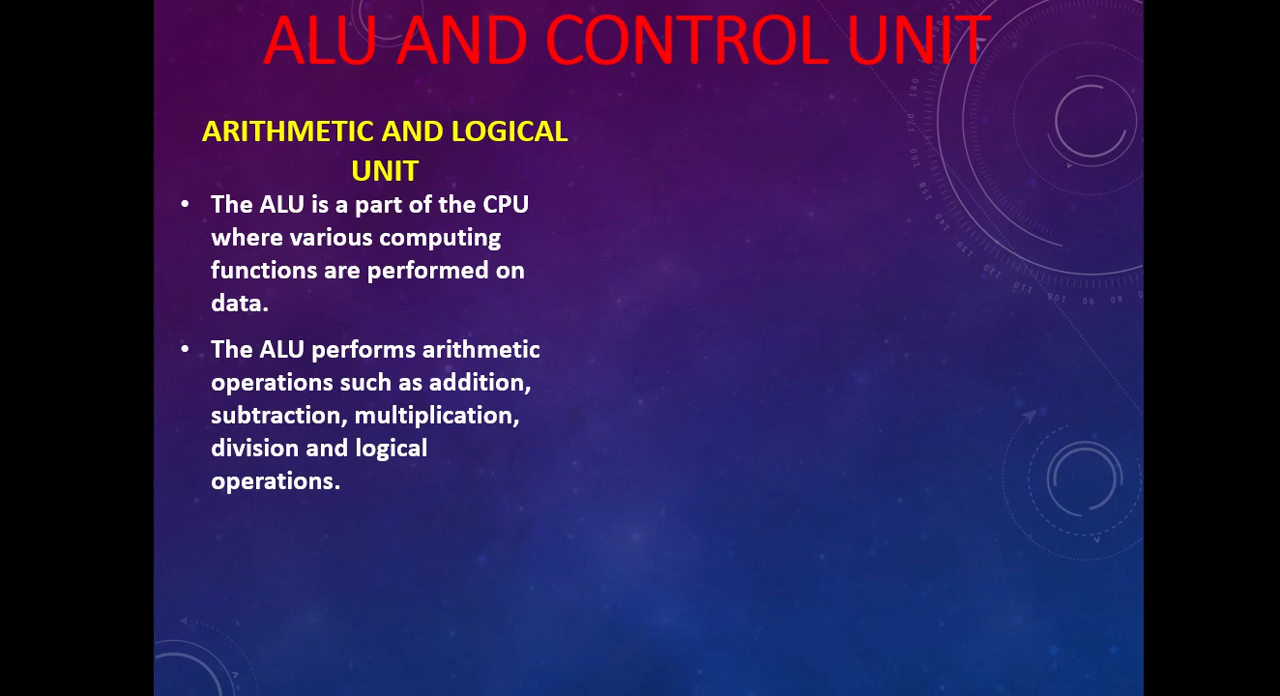 ALU AND CONTROL UNIT
ARITHMETIC AND LOGICAL
UNIT
• The ALU is a part of the CPU
where various computing
functions are performed on
data.
• The ALU performs arithmetic
operations such as addition,
subtraction, multiplication,
division and logical
operations.